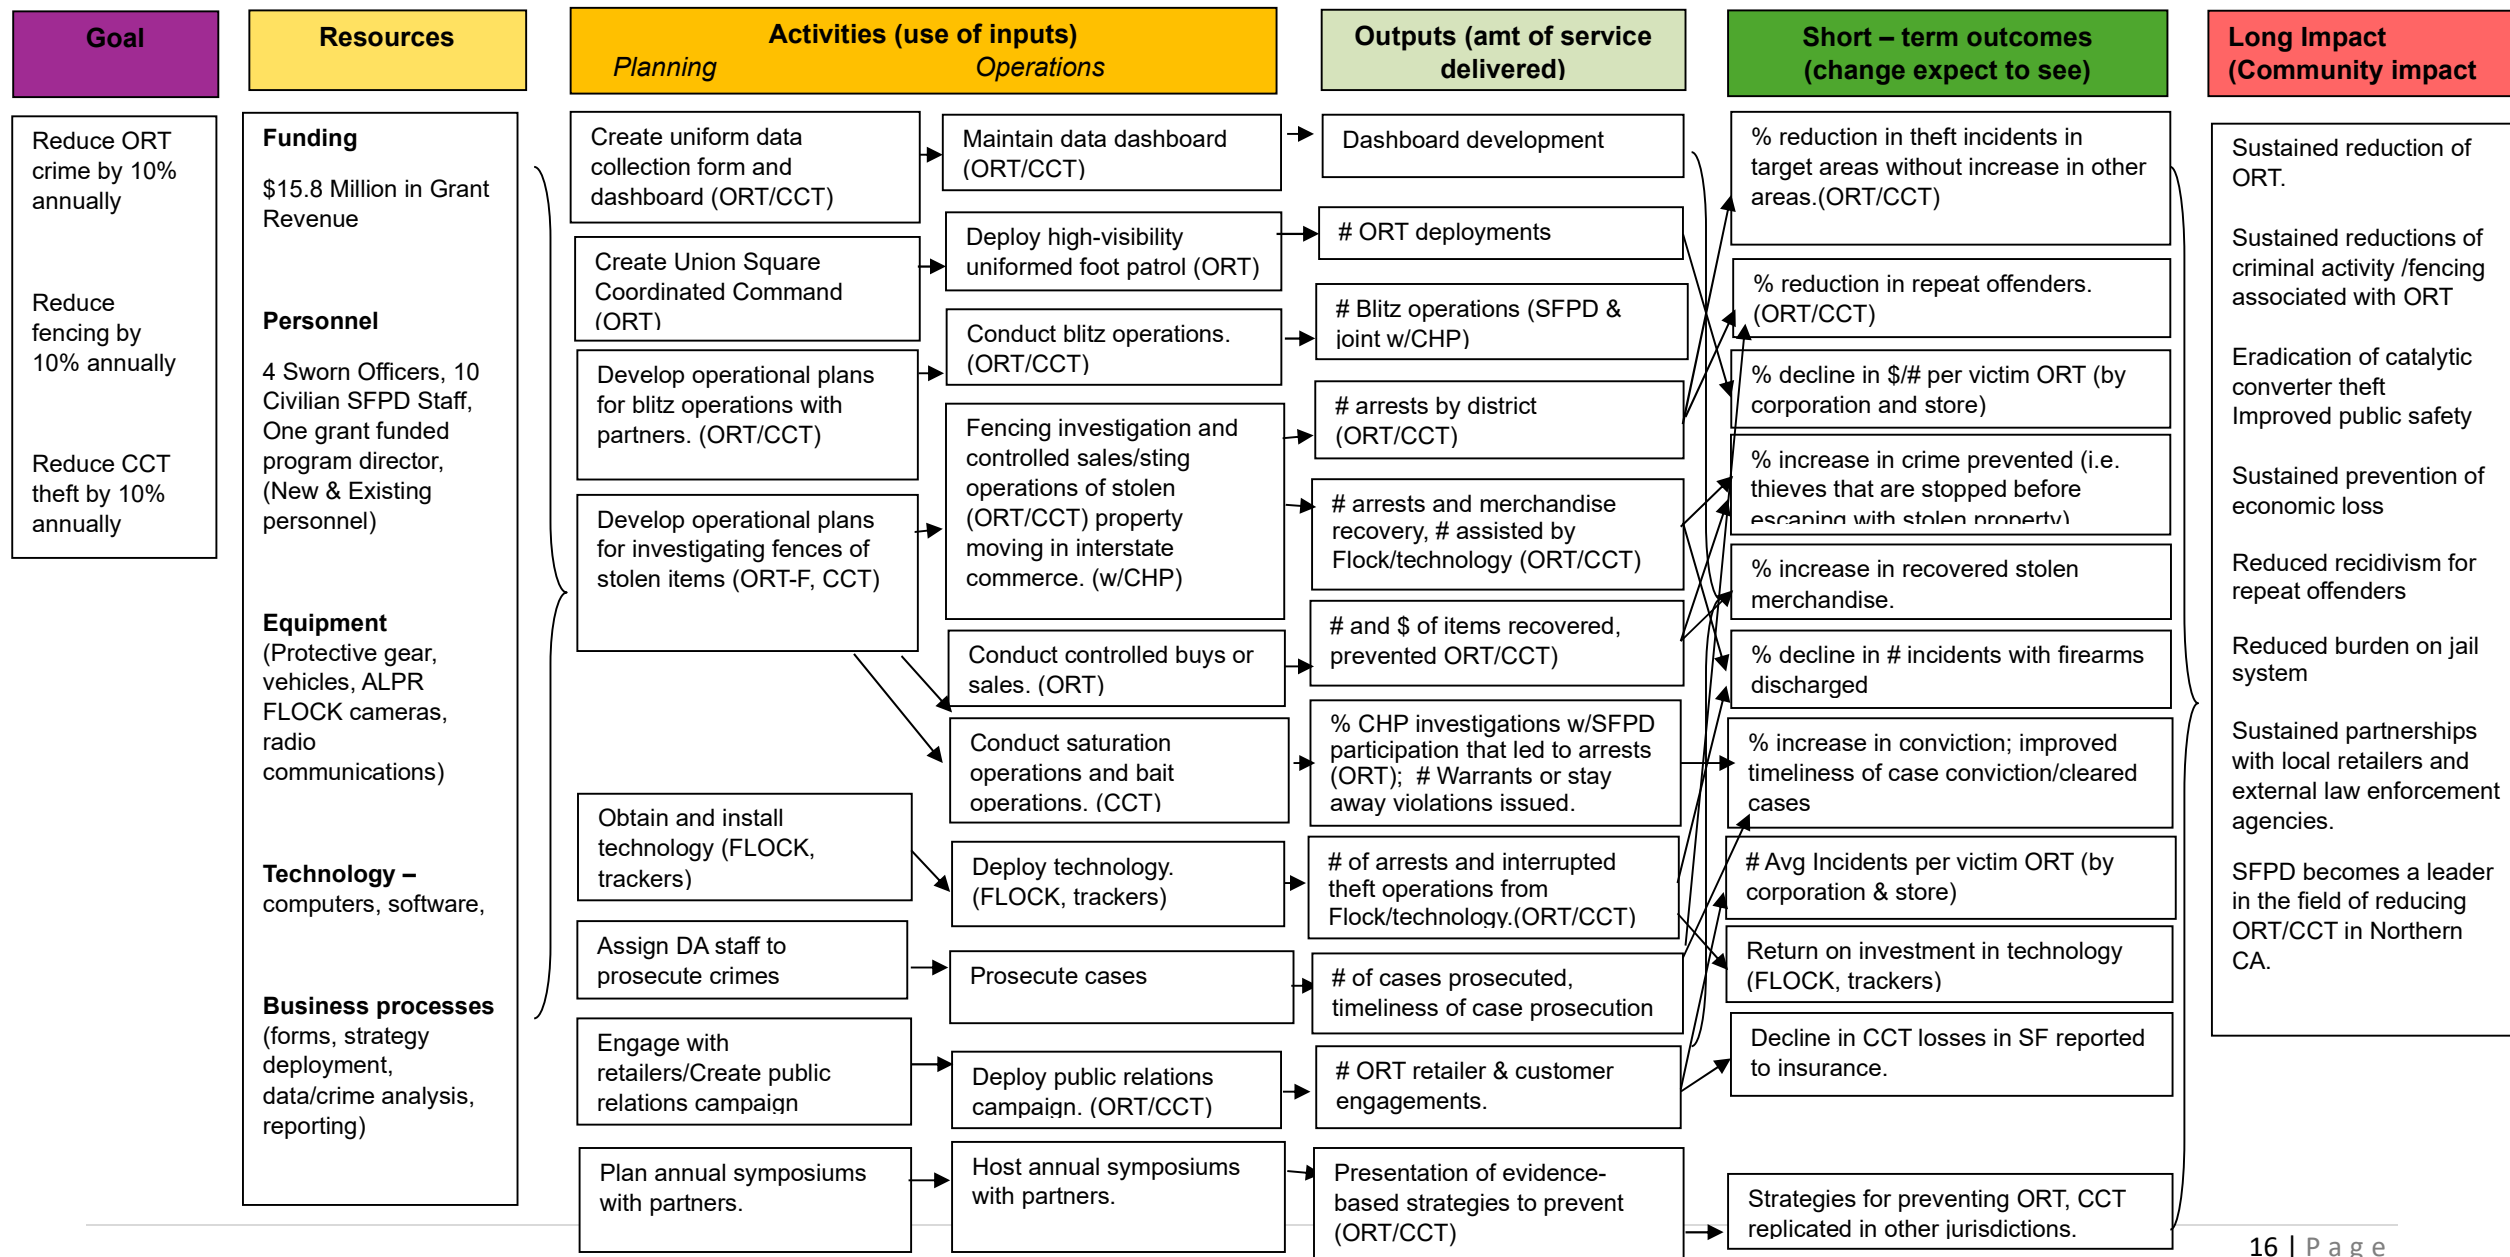 Goal
Resources
Activities (use of inputs)
Planning
Operations
Outputs (amt of service
delivered)
Short – term outcomes
(change expect to see)
Long Impact
(Community impact
Reduce ORT
crime by 10%
annually
Reduce
fencing by
10% annually
Reduce CCT
theft by 10%
annually
Funding
$15.8 Million in Grant
Revenue
Personnel
4 Sworn Officers, 10
Civilian SFPD Staff,
One grant funded
program director,
(New & Existing
personnel)
Equipment
(Protective gear,
vehicles, ALPR
FLOCK cameras,
radio
communications)
Technology –
computers, software,
Business processes
(forms, strategy
deployment,
data/crime analysis,
reporting)
Create uniform data
collection form and
dashboard (ORT/CCT)
Create Union Square
Coordinated Command
(ORT)
Develop operational plans
for blitz operations with
partners. (ORT/CCT)
Develop operational plans
for investigating fences of
stolen items (ORT-F, CCT)
Obtain and install
technology (FLOCK,
trackers)
Assign DA staff to
prosecute crimes
Engage with
retailers/Create public
relations campaign
Plan annual symposiums
with partners.
Maintain data dashboard
(ORT/CCT)
Deploy high-visibility
uniformed foot patrol (ORT)
Conduct blitz operations.
(ORT/CCT)
Fencing investigation and
controlled sales/sting
operations of stolen
(ORT/CCT) property
moving in interstate
commerce. (w/CHP)
Conduct controlled buys or
sales. (ORT)
Conduct saturation
operations and bait
operations. (CCT)
Deploy technology.
(FLOCK, trackers)
Prosecute cases
Deploy public relations
campaign. (ORT/CCT)
Host annual symposiums
with partners.
Dashboard development
# ORT deployments
# Blitz operations (SFPD &
joint w/CHP)
# arrests by district
(ORT/CCT)
# arrests and merchandise
recovery, # assisted by
Flock/technology (ORT/CCT)
# and $ of items recovered,
prevented ORT/CCT)
% CHP investigations w/SFPD
participation that led to arrests
(ORT);  # Warrants or stay
away violations issued.
# of arrests and interrupted
theft operations from
Flock/technology.(ORT/CCT)
# of cases prosecuted,
timeliness of case prosecution
# ORT retailer & customer
engagements.
Presentation of evidence-
based strategies to prevent
(ORT/CCT)
% reduction in theft incidents in
target areas without increase in other
areas.(ORT/CCT)
% reduction in repeat offenders.
(ORT/CCT)
% decline in $/# per victim ORT (by
corporation and store)
% increase in crime prevented (i.e.
thieves that are stopped before
escaping with stolen property)
% increase in recovered stolen
merchandise.
% decline in # incidents with firearms
discharged
% increase in conviction; improved
timeliness of case conviction/cleared
cases
# Avg Incidents per victim ORT (by
corporation & store)
Return on investment in technology
(FLOCK, trackers)
Decline in CCT losses in SF reported
to insurance.
Strategies for preventing ORT, CCT
replicated in other jurisdictions.
Sustained reduction of
ORT.
Sustained reductions of
criminal activity /fencing
associated with ORT
Eradication of catalytic
converter theft
Improved public safety
Sustained prevention of
economic loss
Reduced recidivism for
repeat offenders
Reduced burden on jail
system
Sustained partnerships
with local retailers and
external law enforcement
agencies.
SFPD becomes a leader
in the field of reducing
ORT/CCT in Northern
CA.
16 | Page